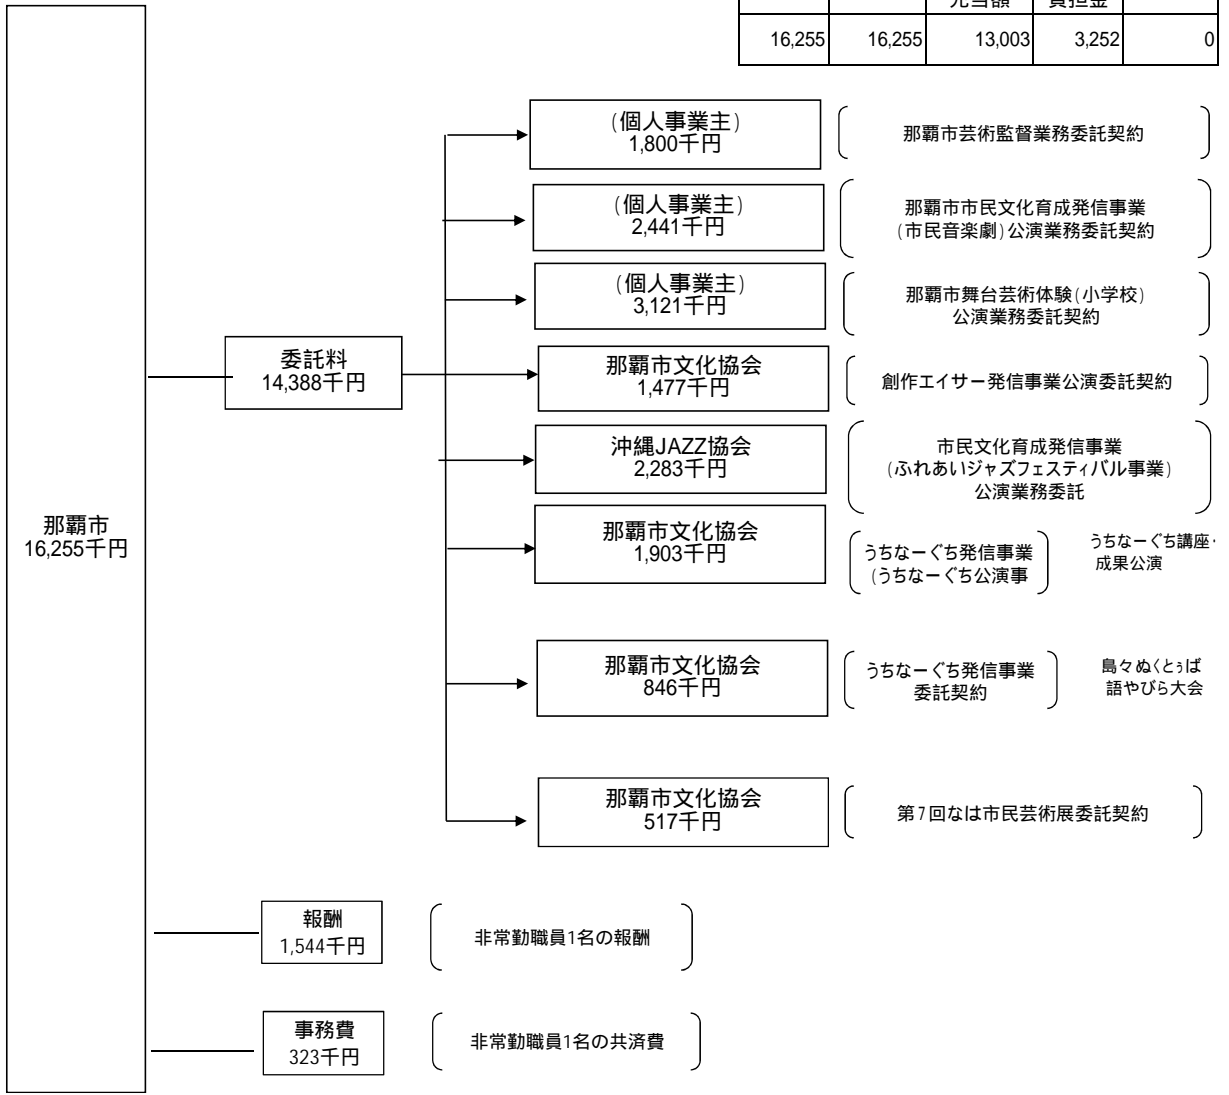 充当額 負担金
16,255 16,255 13,003 3,252 0
(個人事業主)
1,800千円
那覇市芸術監督業務委託契約
(個人事業主)
2,441千円
那覇市市民文化育成発信事業
(市民音楽劇)公演業務委託契約
(個人事業主)
3,121千円
那覇市舞台芸術体験(小学校)
公演業務委託契約
委託料
14,388千円
那覇市文化協会
1,477千円
創作エイサー発信事業公演委託契約
沖縄JAZZ協会
2,283千円
市民文化育成発信事業
(ふれあいジャズフェスティバル事業)
公演業務委託
那覇市
16,255千円
那覇市文化協会
1,903千円
うちなーぐち発信事業
(うちなーぐち公演事
うちなーぐち講座・
成果公演
那覇市文化協会
846千円
うちなーぐち発信事業
委託契約
島々ぬくとぅば
語やびら大会
那覇市文化協会
517千円
第7回なは市民芸術展委託契約
報酬
1,544千円
非常勤職員1名の報酬
事務費
323千円
非常勤職員1名の共済費